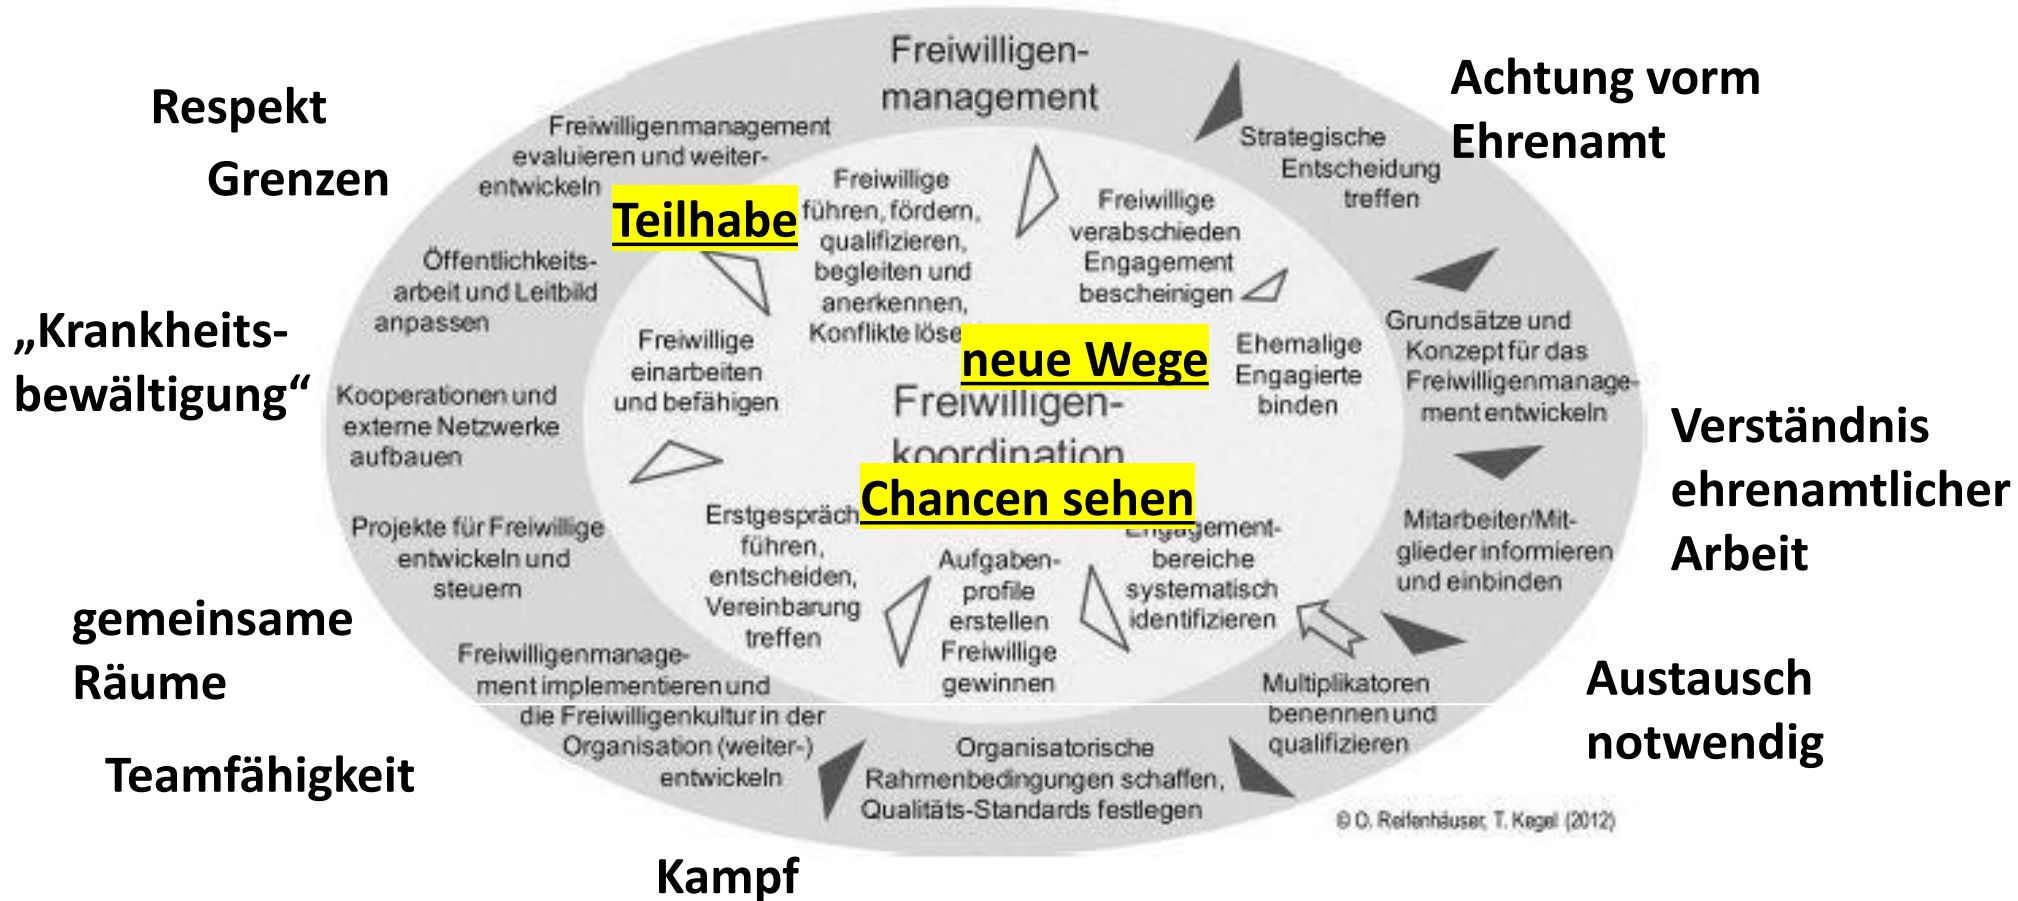 Freiwilligen-
management
Achtung vorm
Ehrenamt
Respekt
Grenzen
„Krankheits-
bewältigung“
gemeinsame
Räume
Teamfähigkeit
Kampf
Verständnis
ehrenamtlicher
Arbeit
Austausch
notwendig
Strategische
Entscheidung
treffen
Grundsätze und
Konzept für das
Freiwilligenmanage-
ment entwickeln
Mitarbeiter/Mit-
glieder informieren
und einbinden
Multiplikatoren
benennen und
qualifizieren
Organisatorische
Rahmenbedingungen schaffen,
Qualitäts-Standards festlegen
Freiwilligenmanage-
ment implementieren und
die Freiwilligenkultur in der
Organisation (weiter-)
entwickeln
Projekte für Freiwillige
entwickeln und
steuern
Kooperationen und
externe Netzwerke
aufbauen
Öffentlichkeits-
arbeit und Leitbild
anpassen
Freiwilligenmanagement
evaluieren und weiter-
entwickeln
Teilhabe
neue Wege
Freiwilligen-
koordination
Chancen sehen
Engagement-
bereiche
systematisch
identifizieren
Aufgaben-
profile
erstellen
Freiwillige
gewinnen
Erstgespräch
führen,
entscheiden,
Vereinbarung
treffen
Freiwillige
einarbeiten
und befähigen
Freiwillige
führen, fördern,
qualifizieren,
begleiten und
anerkennen,
Konflikte löse
Freiwillige
verabschieden
Engagement
bescheinigen
Ehemalige
Engagierte
binden
© O. Reifenhäuser, T. Kegel (2012)